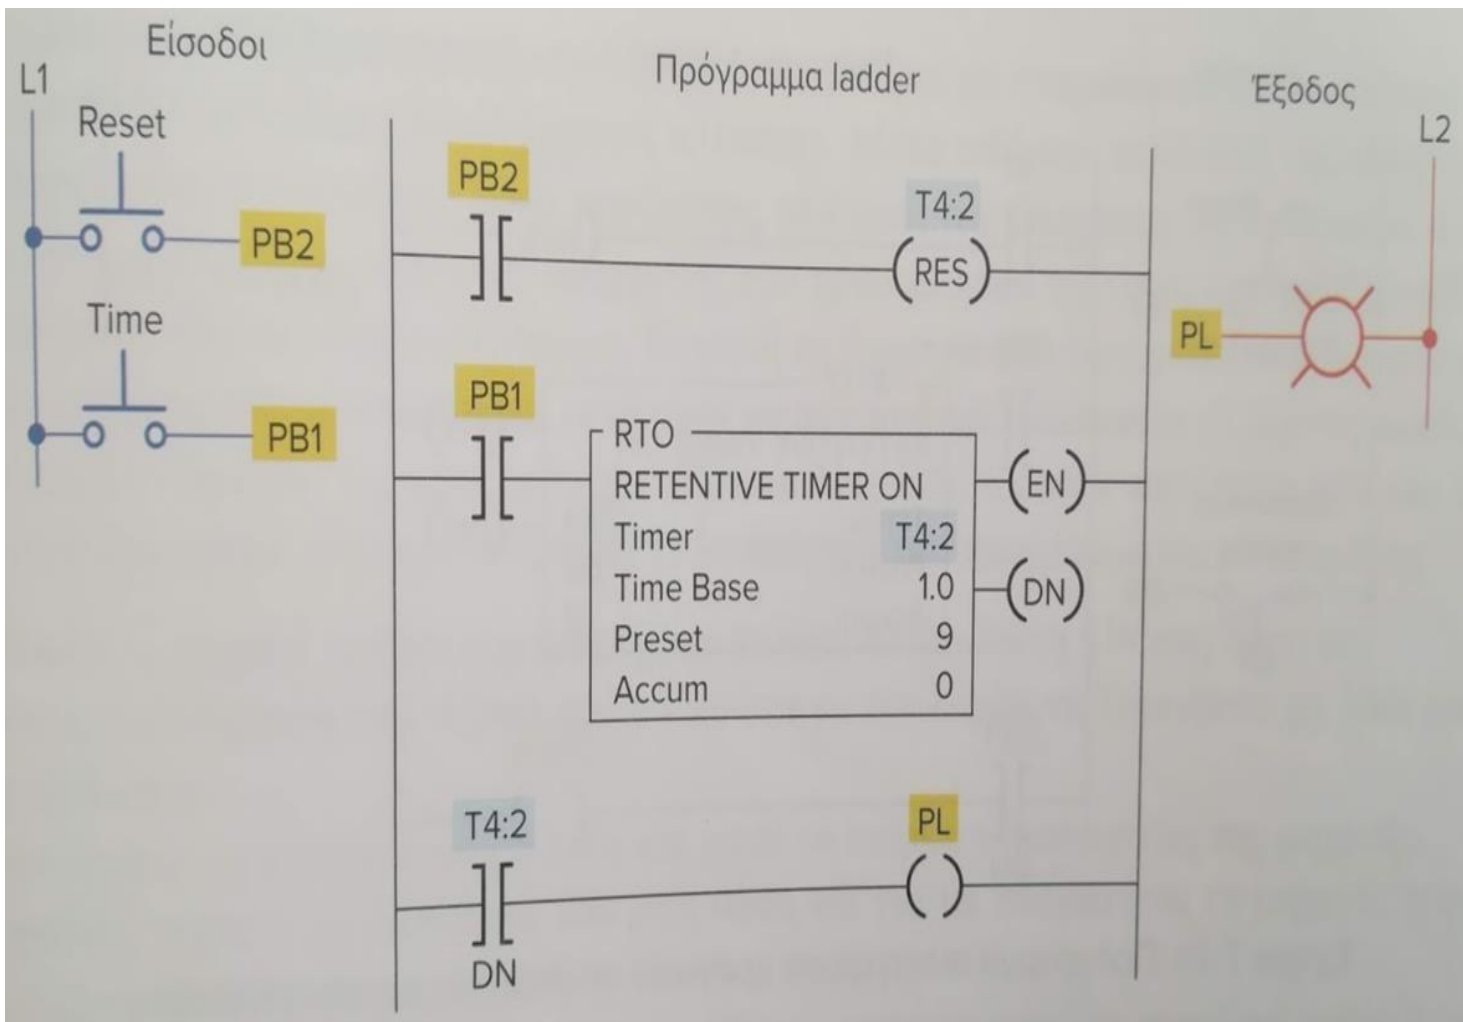 Είσοδοι
Πρόγραμμα ladder
Έξοδος
L1
L2
Reset
PB2
Time
PB1
PB2
T4:2
RES
PB1
RTO
RETENTIVE TIMER ON
Timer T4:2
Time Base 1.0
Preset 9
Accum 0
EN
DN
T4:2
DN
PL
PL